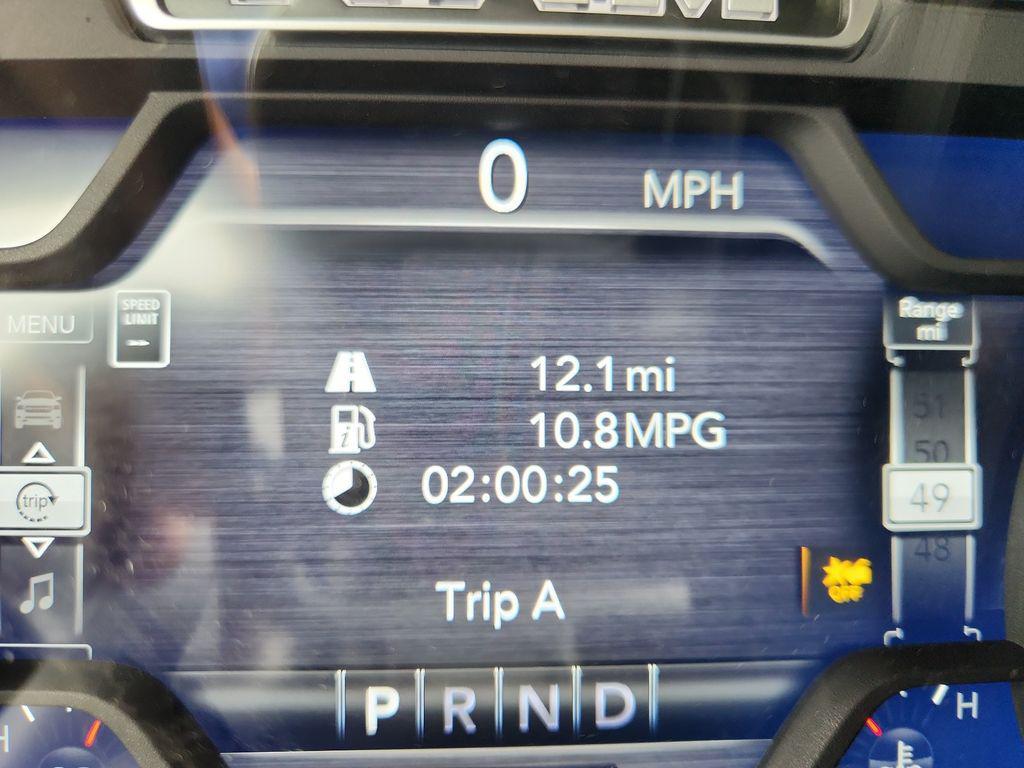 0 MPH
MENU
SPEED
LIMIT
--
Range
mi
12.1 mi
10.8 MPG
02:00:25
trip
51
50
49
48
OFF
Trip A
P R N D
H
H